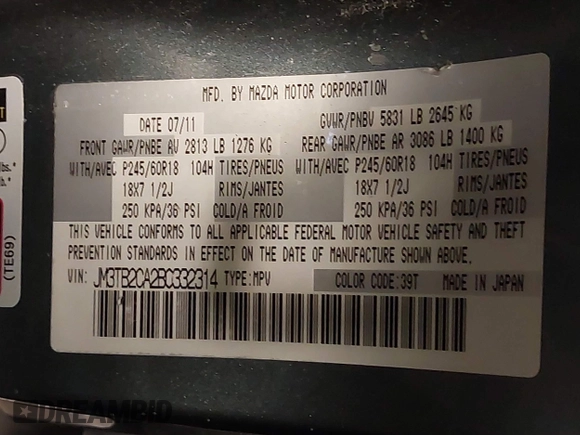 MFD. BY MAZDA MOTOR CORPORATION
DATE 07/11
GVWR/PNBV 5831 LB 2645 KG
FRONT GAWR/PNBE AV 2813 LB 1276 KG
REAR GAWR/PNBE AR 3086 LB 1400 KG
WITH/AVEC P245/60R18 104H TIRES/PNEUS
WITH/AVEC P245/60R18 104H TIRES/PNEUS
18X7 1/2J RIMS/JANTES
18X7 1/2J RIMS/JANTES
250 KPA/36 PSI COLD/A FROID
250 KPA/36 PSI COLD/A FROID
THIS VEHICLE CONFORMS TO ALL APPLICABLE FEDERAL MOTOR VEHICLE SAFETY AND THEFT
PREVENTION STANDARDS IN EFFECT ON THE DATE OF MANUFACTURE SHOWN ABOVE.
VIN: JM3TB2CA2BC332314 TYPE:MPV
COLOR CODE:39T MADE IN JAPAN
lbs."
(TE69)
DREAMBID